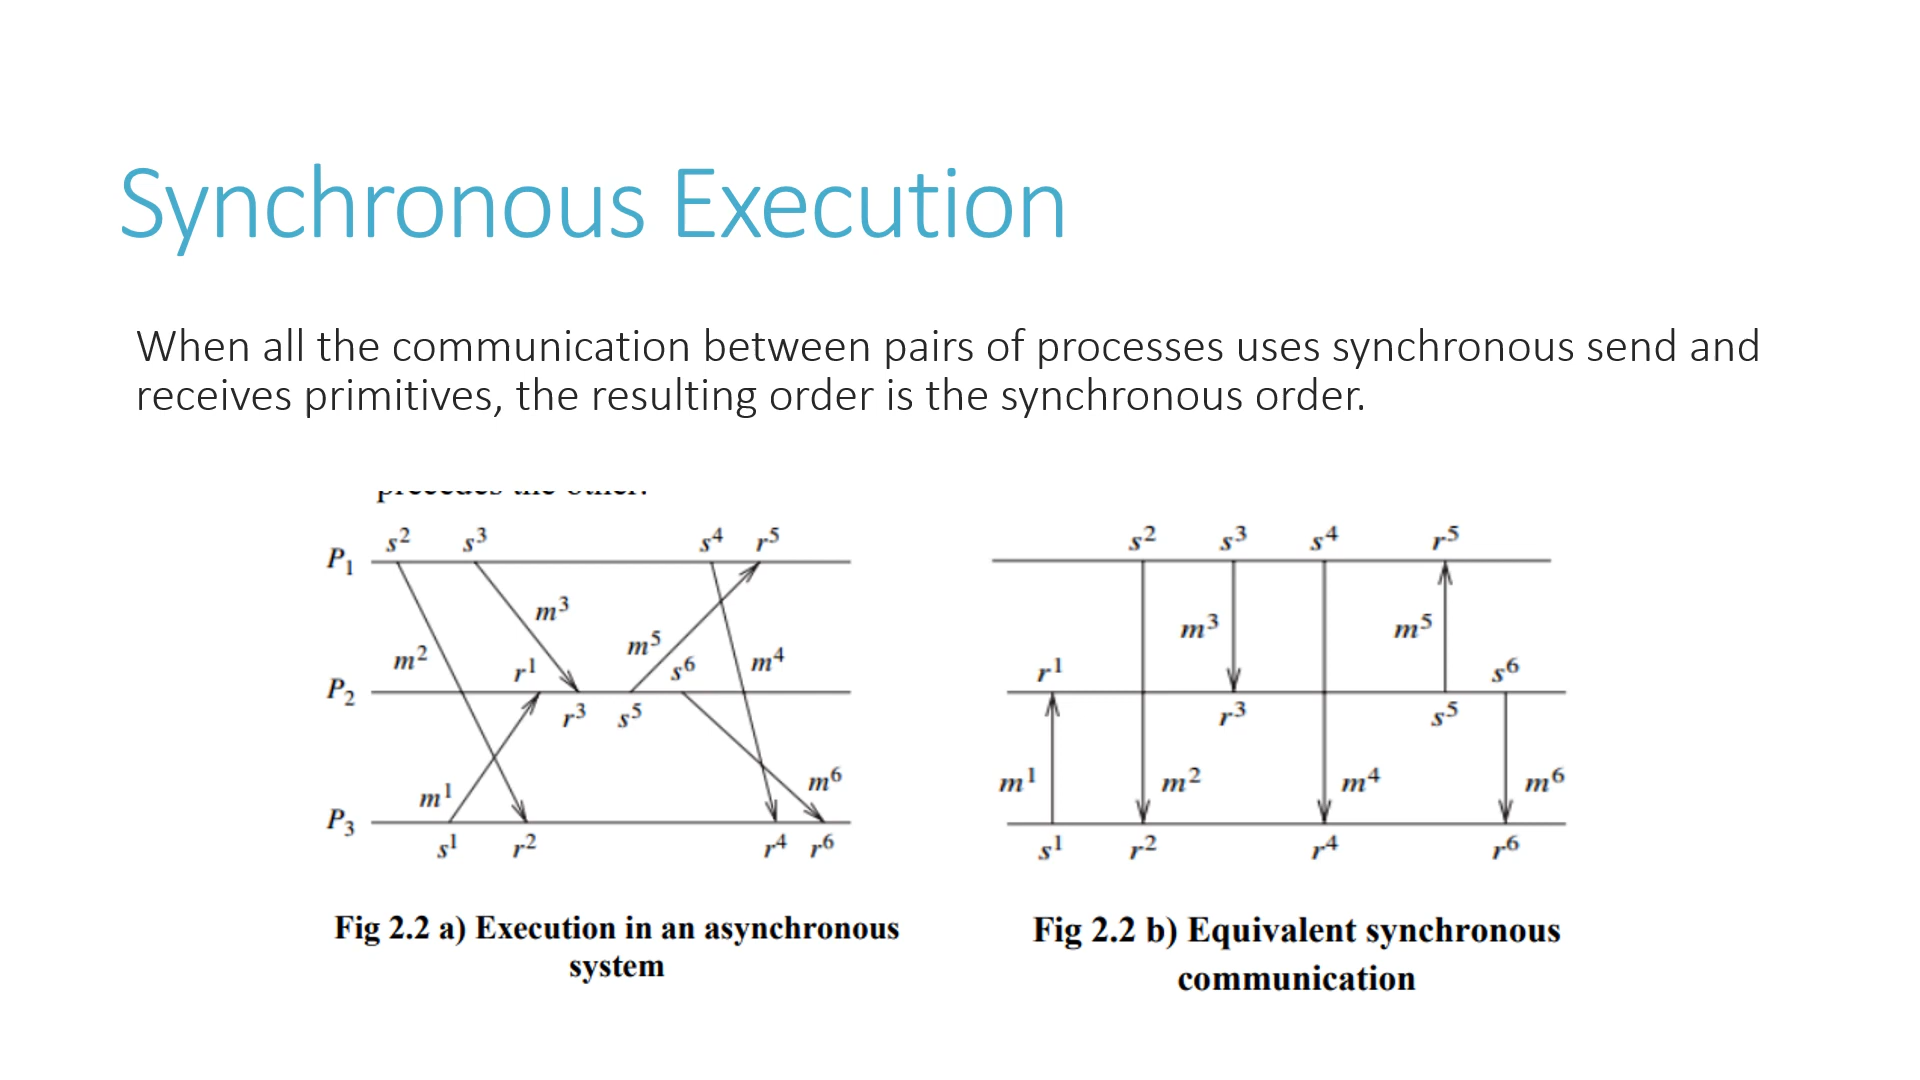 Synchronous Execution
When all the communication between pairs of processes uses synchronous send and
receives primitives, the resulting order is the synchronous order.
precedes the other.
P₁ s² s³ s⁴ r⁵
m³
m² m⁵ m⁴
P₂ r¹ s⁶
r³ s⁵
m¹ m⁶
P₃
s¹ r² r⁴ r⁶
Fig 2.2 a) Execution in an asynchronous
system
s² s³ s⁴ r⁵
m³ m⁵
r¹ s⁶
r³ s⁵
m¹ m² m⁴ m⁶
s¹ r² r⁴ r⁶
Fig 2.2 b) Equivalent synchronous
communication